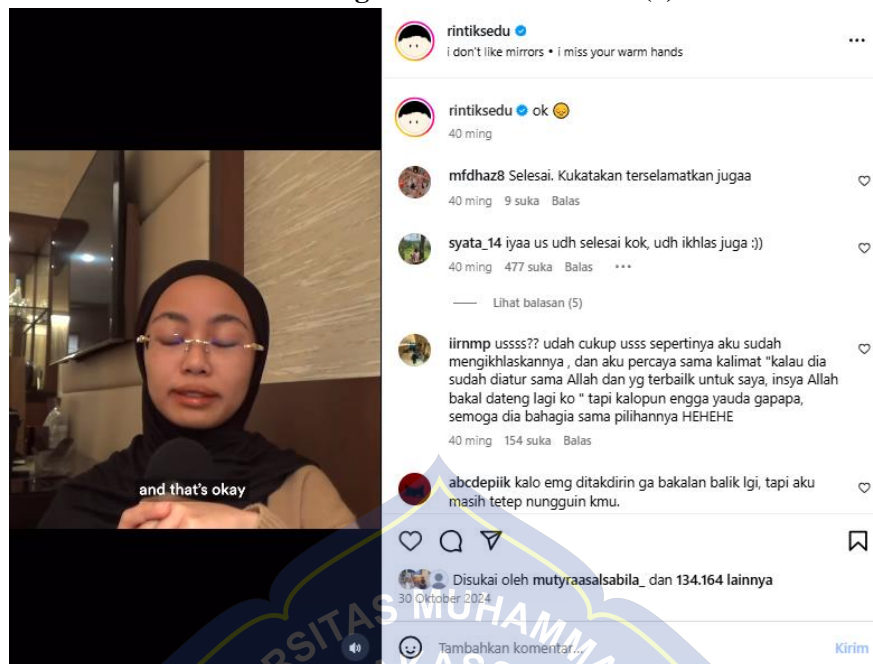 rintiksedu
i don't like mirrors • i miss your warm hands
rintiksedu ok 😞
40 ming
mfdhaz8 Selesai. Kukatakan terselamatkan jugaa
40 ming 9 suka Balas
syata_14 iyaa us udh selesai kok, udh ikhlas juga :))
40 ming 477 suka Balas •••
Lihat balasan (5)
iirnmp ussss?? udah cukup usss sepertinya aku sudah
mengikhlaskannya , dan aku percaya sama kalimat "kalau dia
sudah diatur sama Allah dan yg terbailk untuk saya, insya Allah
bakal dateng lagi ko " tapi kalopun engga yauda gapapa,
semoga dia bahagia sama pilihannya HEHEHE
40 ming 154 suka Balas
abcdepiik kalo emg ditakdirin ga bakalan balik lgi, tapi aku
masih tetep nungguin kmu.
Disukai oleh mutyraasalsabila_ dan 134.164 lainnya
30 Oktober 2024
Tambahkan komentar...
Kirim
and that's okay